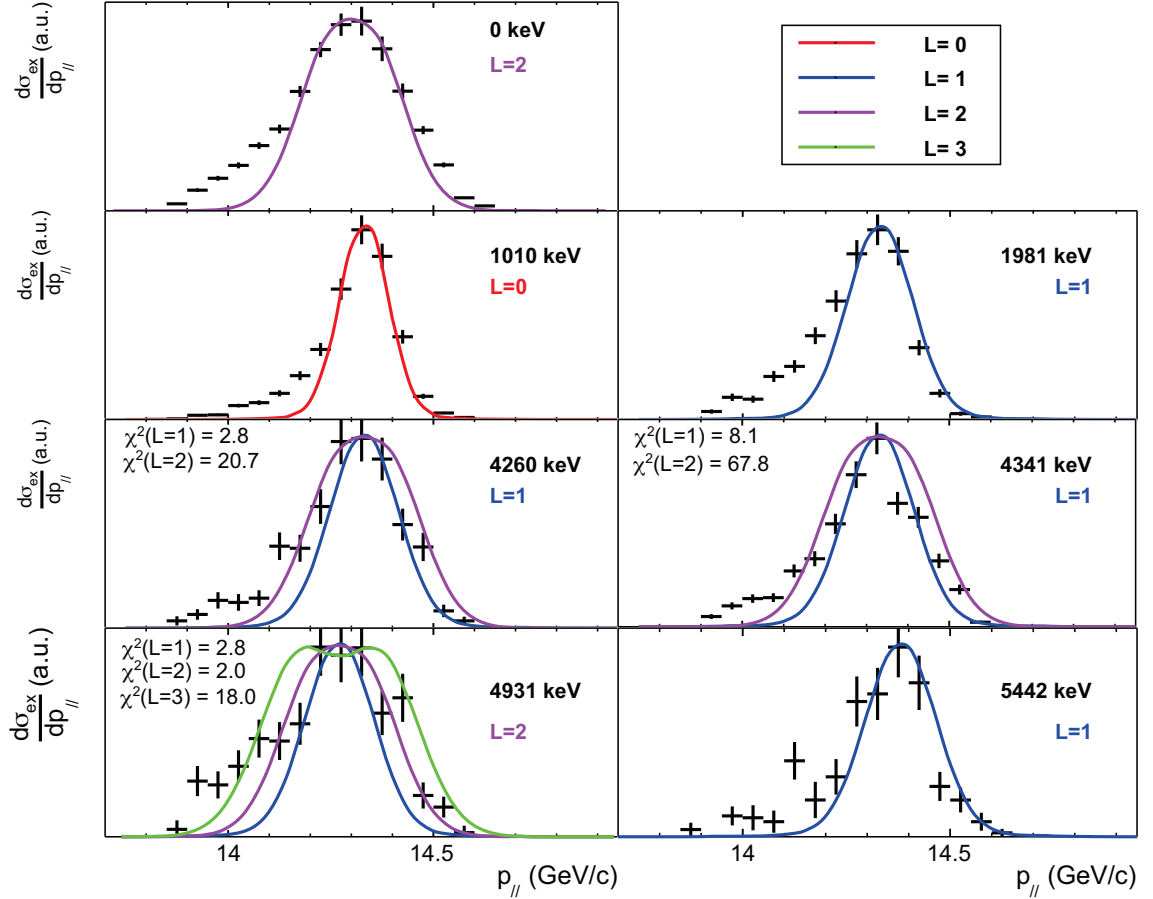 dσex/dp// (a.u.)
0 keV
L=2
L= 0
L= 1
L= 2
L= 3
dσex/dp// (a.u.)
1010 keV
L=0
1981 keV
L=1
dσex/dp// (a.u.)
χ²(L=1) = 2.8
χ²(L=2) = 20.7
4260 keV
L=1
χ²(L=1) = 8.1
χ²(L=2) = 67.8
4341 keV
L=1
dσex/dp// (a.u.)
χ²(L=1) = 2.8
χ²(L=2) = 2.0
χ²(L=3) = 18.0
4931 keV
L=2
5442 keV
L=1
14 14.5 14 14.5
p// (GeV/c) p// (GeV/c)